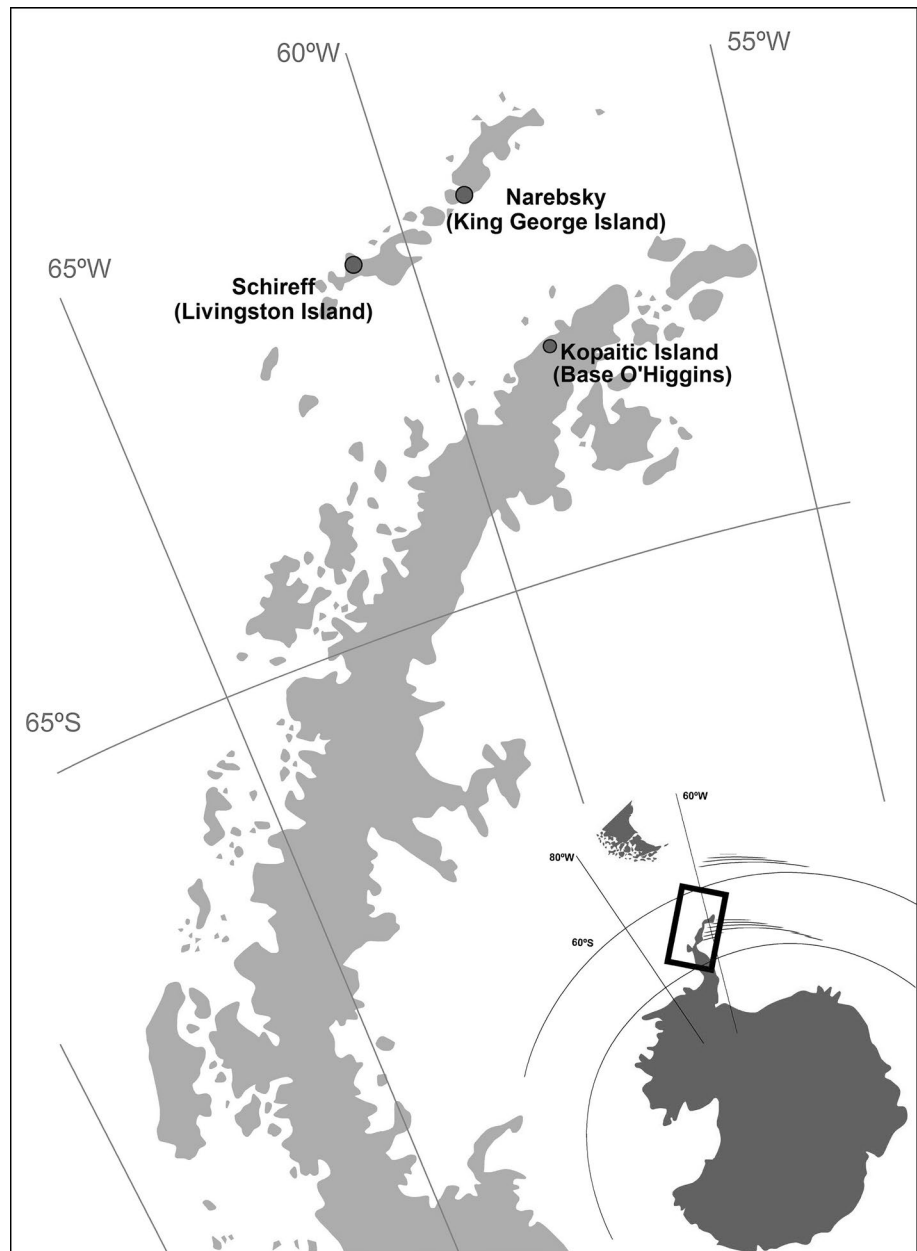 55ºW
60ºW
Narebsky
(King George Island)
65ºW
Schireff
(Livingston Island)
Kopaitic Island
(Base O'Higgins)
65ºS
60ºW
80ºW
60ºS